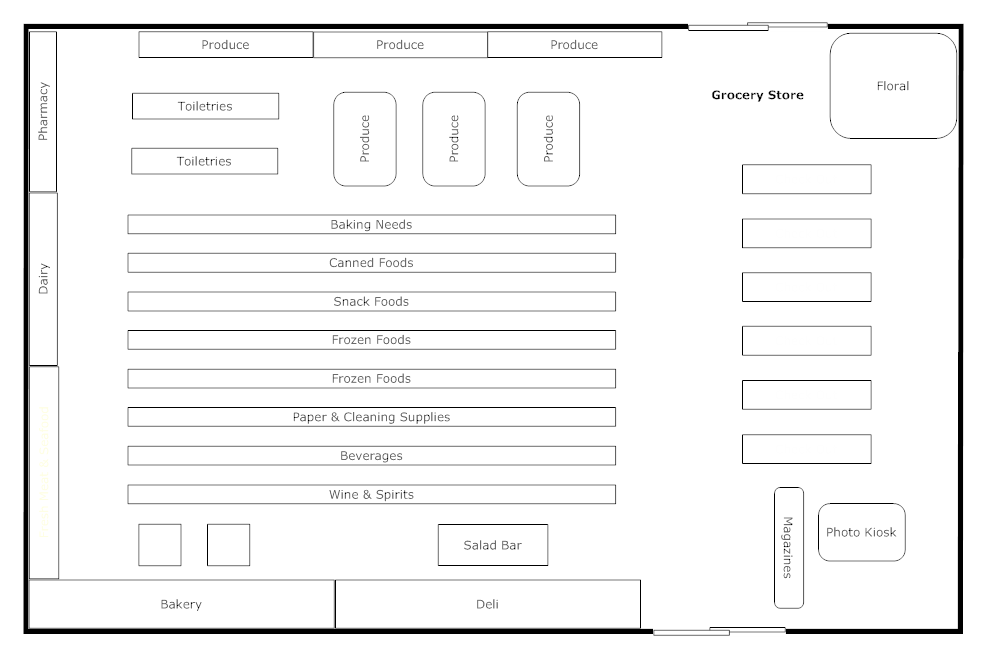 Produce
Produce
Produce
Grocery Store
Floral
Pharmacy
Toiletries
Toiletries
Produce
Produce
Produce
Baking Needs
Canned Foods
Dairy
Snack Foods
Frozen Foods
Frozen Foods
Paper & Cleaning Supplies
Beverages
Wine & Spirits
Salad Bar
Magazines
Photo Kiosk
Bakery
Deli